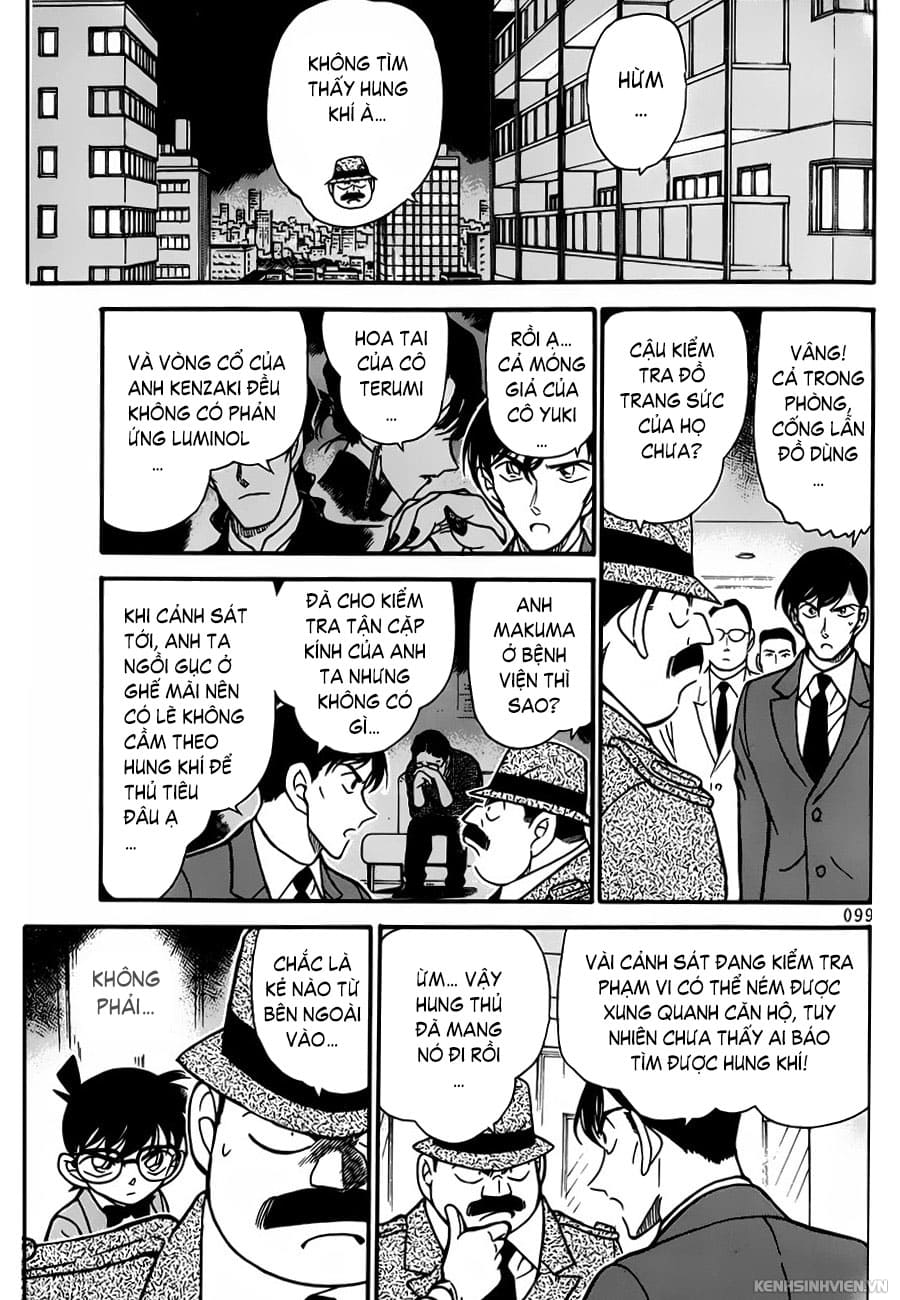 HỪM
...
KHÔNG TÌM
THẤY HUNG
KHÍ À...
VÂNG!
CẢ TRONG
PHÒNG,
CỐNG LẪN
ĐỒ DÙNG
...
CẬU KIỂM
TRA ĐỒ
TRANG SỨC
CỦA HỌ
CHƯA?
RỒI Ạ...
CẢ MÓNG
GIẢ CỦA
CÔ YUKI
...
HOA TAI
CỦA CÔ
TERUMI
...
VÀ VÒNG CỔ CỦA
ANH KENZAKI ĐỀU
KHÔNG CÓ PHẢN
ỨNG LUMINOL
...
ANH
MAKUMA
Ở BỆNH
VIỆN THÌ
SAO?
ĐÃ CHO KIỂM
TRA TẬN CẶP
KÍNH CỦA ANH
TA NHƯNG
KHÔNG CÓ
GÌ...
KHI CẢNH SÁT
TỚI, ANH TA
NGỒI GỤC Ở
GHẾ MÃI NÊN
CÓ LẼ KHÔNG
CẦM THEO
HUNG KHÍ ĐỂ
THỦ TIÊU
ĐÂU Ạ
...
099
VÀI CẢNH SÁT ĐANG KIỂM TRA
PHẠM VI CÓ THỂ NÉM ĐƯỢC
XUNG QUANH CĂN HỘ, TUY
NHIÊN CHƯA THẤY AI BÁO
TÌM ĐƯỢC HUNG KHÍ!
ỪM... VẬY
HUNG THỦ
ĐÃ MANG
NÓ ĐI RỒI
...
CHẮC LÀ
KẺ NÀO TỪ
BÊN NGOÀI
VÀO...
KHÔNG
PHẢI...
KENHSINHVIEN.VN